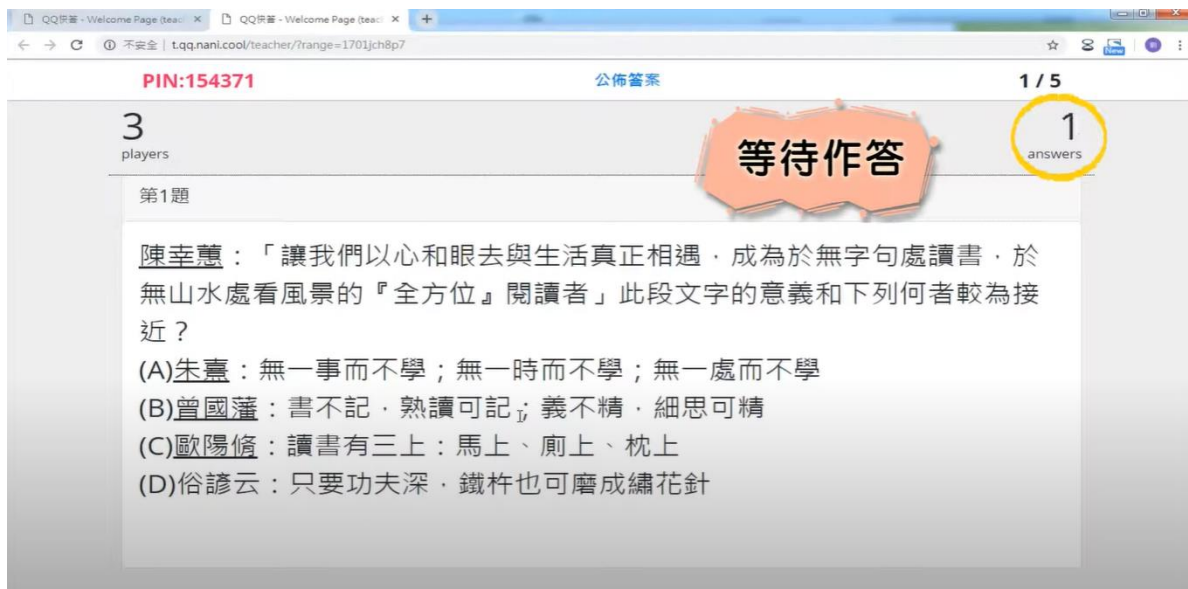 QQ快答 - Welcome Page (teac
QQ快答 - Welcome Page (teac
不安全 | t.qq.nani.cool/teacher/?range=1701jch8p7
New
PIN:154371
公佈答案
1 / 5
3
players
等待作答
1
answers
第1題
陳幸蕙：「讓我們以心和眼去與生活真正相遇，成為於無字句處讀書，於
無山水處看風景的『全方位』閱讀者」此段文字的意義和下列何者較為接
近？
(A)朱熹：無一事而不學；無一時而不學；無一處而不學
(B)曾國藩：書不記，熟讀可記；義不精，細思可精
(C)歐陽脩：讀書有三上：馬上、廁上、枕上
(D)俗諺云：只要功夫深，鐵杵也可磨成繡花針